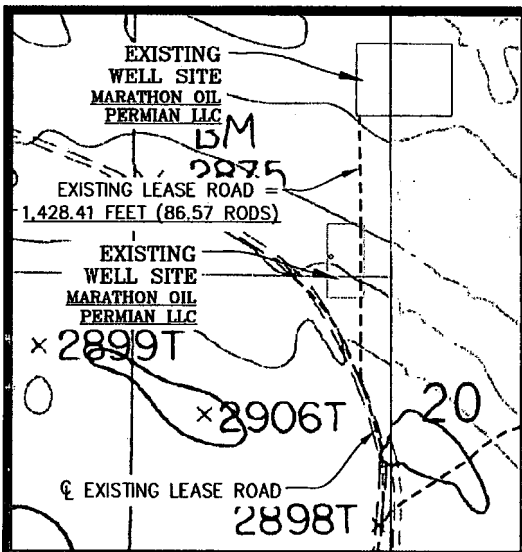 EXISTING
WELL SITE
MARATHON OIL
PERMIAN LLC
BM
2875
EXISTING LEASE ROAD =
1,428.41 FEET (86.57 RODS)
EXISTING
WELL SITE
MARATHON OIL
PERMIAN LLC
× 2899T
×2906T
20
℄ EXISTING LEASE ROAD
2898T